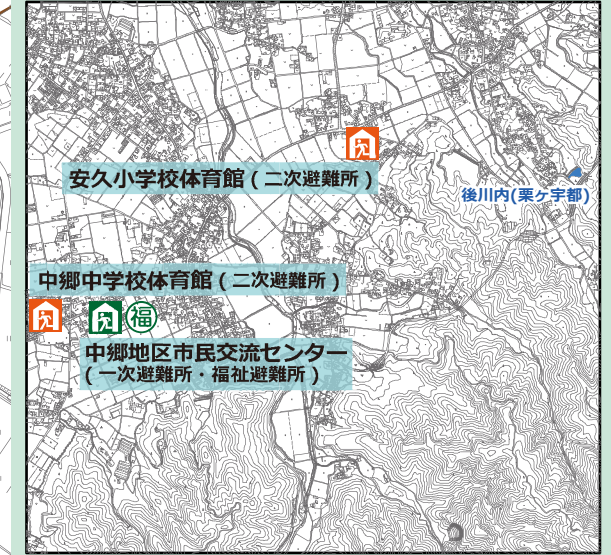 安久小学校体育館 ( 二次避難所 )
後川内(栗ヶ宇都)
中郷中学校体育館 ( 二次避難所 )
福
中郷地区市民交流センター
( 一次避難所・福祉避難所 )